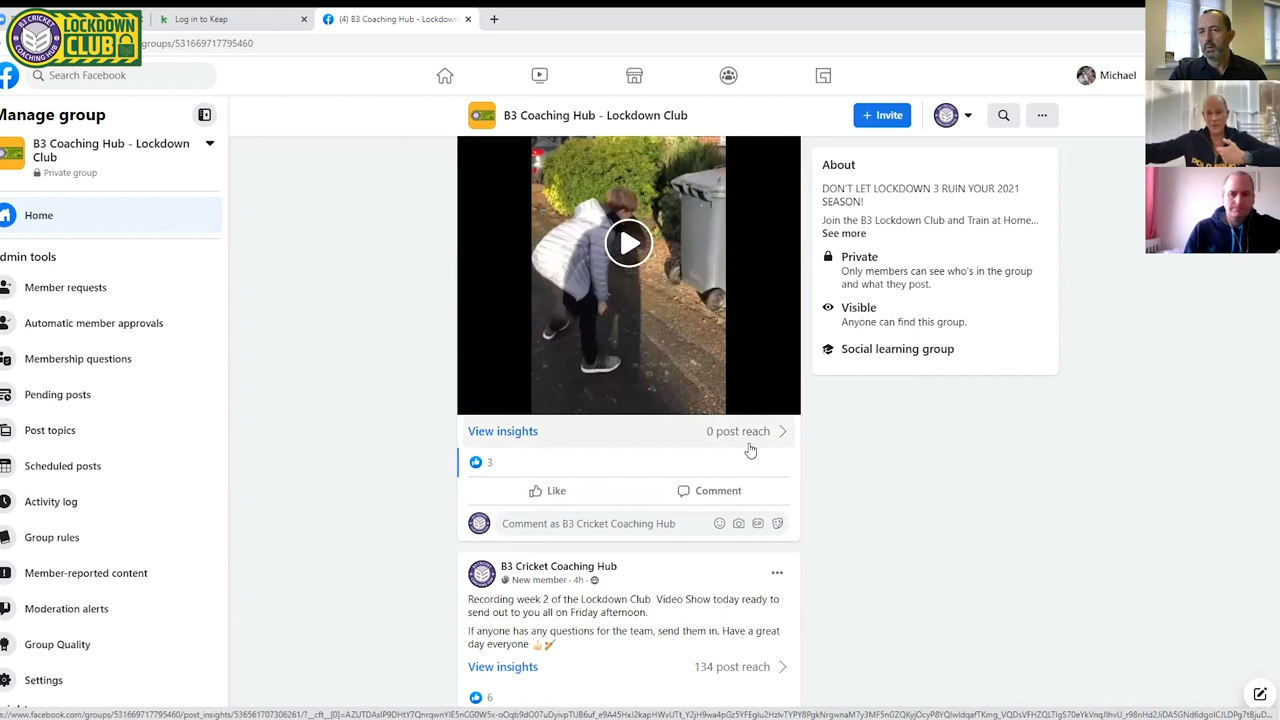 Log in to Keap
(4) B3 Coaching Hub - Lockdown
B3 CRICKET
COACHING HUB
LOCKDOWN
CLUB
groups/531669717795460
Search Facebook
Michael
Manage group
B3 Coaching Hub - Lockdown
Club
Private group
Home
dmin tools
Member requests
Automatic member approvals
Membership questions
Pending posts
Post topics
Scheduled posts
Activity log
Group rules
Member-reported content
Moderation alerts
Group Quality
Settings
B3 Coaching Hub - Lockdown Club
+ Invite
View insights
0 post reach
3
Like
Comment
Comment as B3 Cricket Coaching Hub
GIF
B3 Cricket Coaching Hub
New member · 4h ·
Recording week 2 of the Lockdown Club Video Show today ready to
send out to you all on Friday afternoon.
If anyone has any questions for the team, send them in. Have a great
day everyone 👍🏻🏏
View insights
134 post reach
6
About
DON'T LET LOCKDOWN 3 RUIN YOUR 2021
SEASON!
Join the B3 Lockdown Club and Train at Home...
See more
Private
Only members can see who's in the group
and what they post.
Visible
Anyone can find this group.
Social learning group